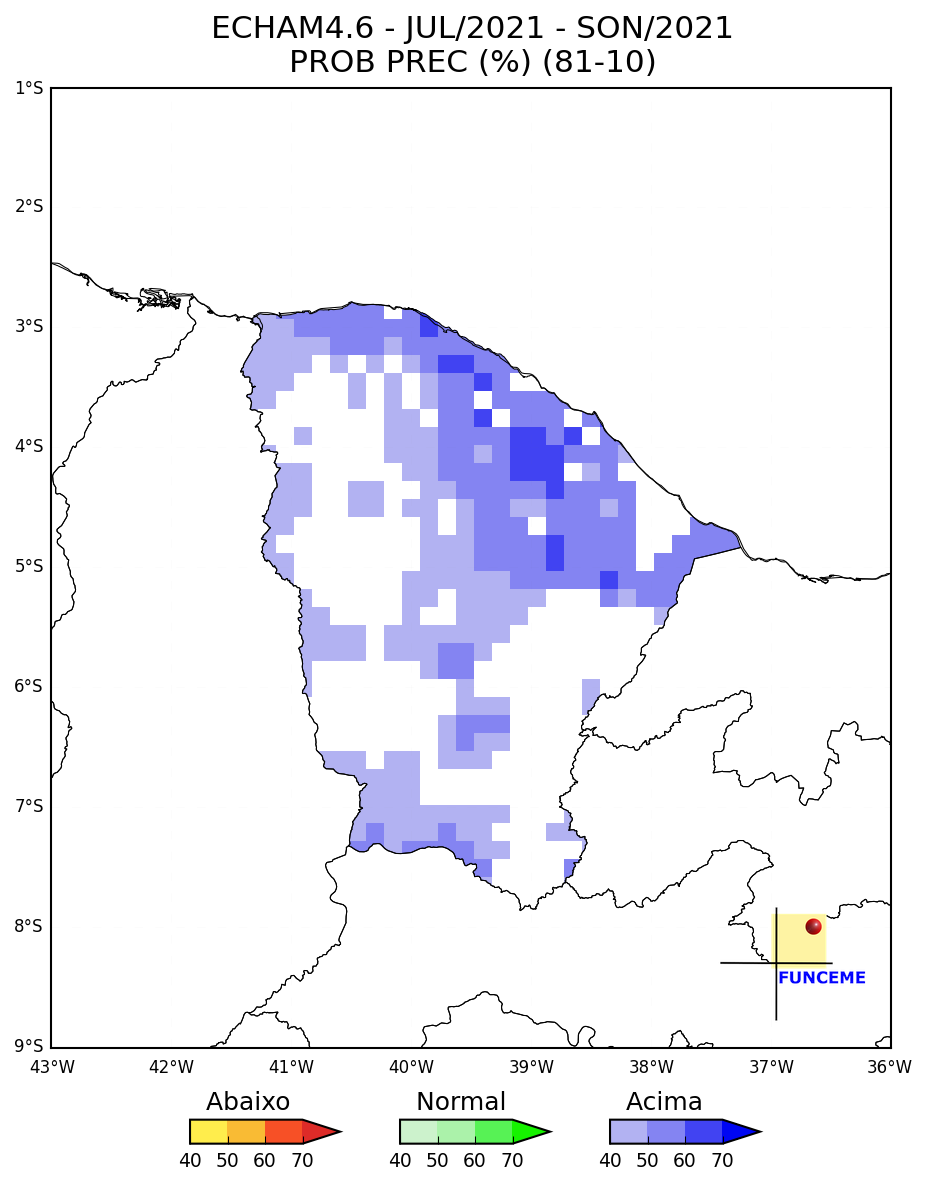 ECHAM4.6 - JUL/2021 - SON/2021
PROB PREC (%) (81-10)
1°S
2°S
3°S
4°S
5°S
6°S
7°S
8°S
9°S
FUNCEME
43°W 42°W 41°W 40°W 39°W 38°W 37°W 36°W
Abaixo Normal Acima
40 50 60 70 40 50 60 70 40 50 60 70